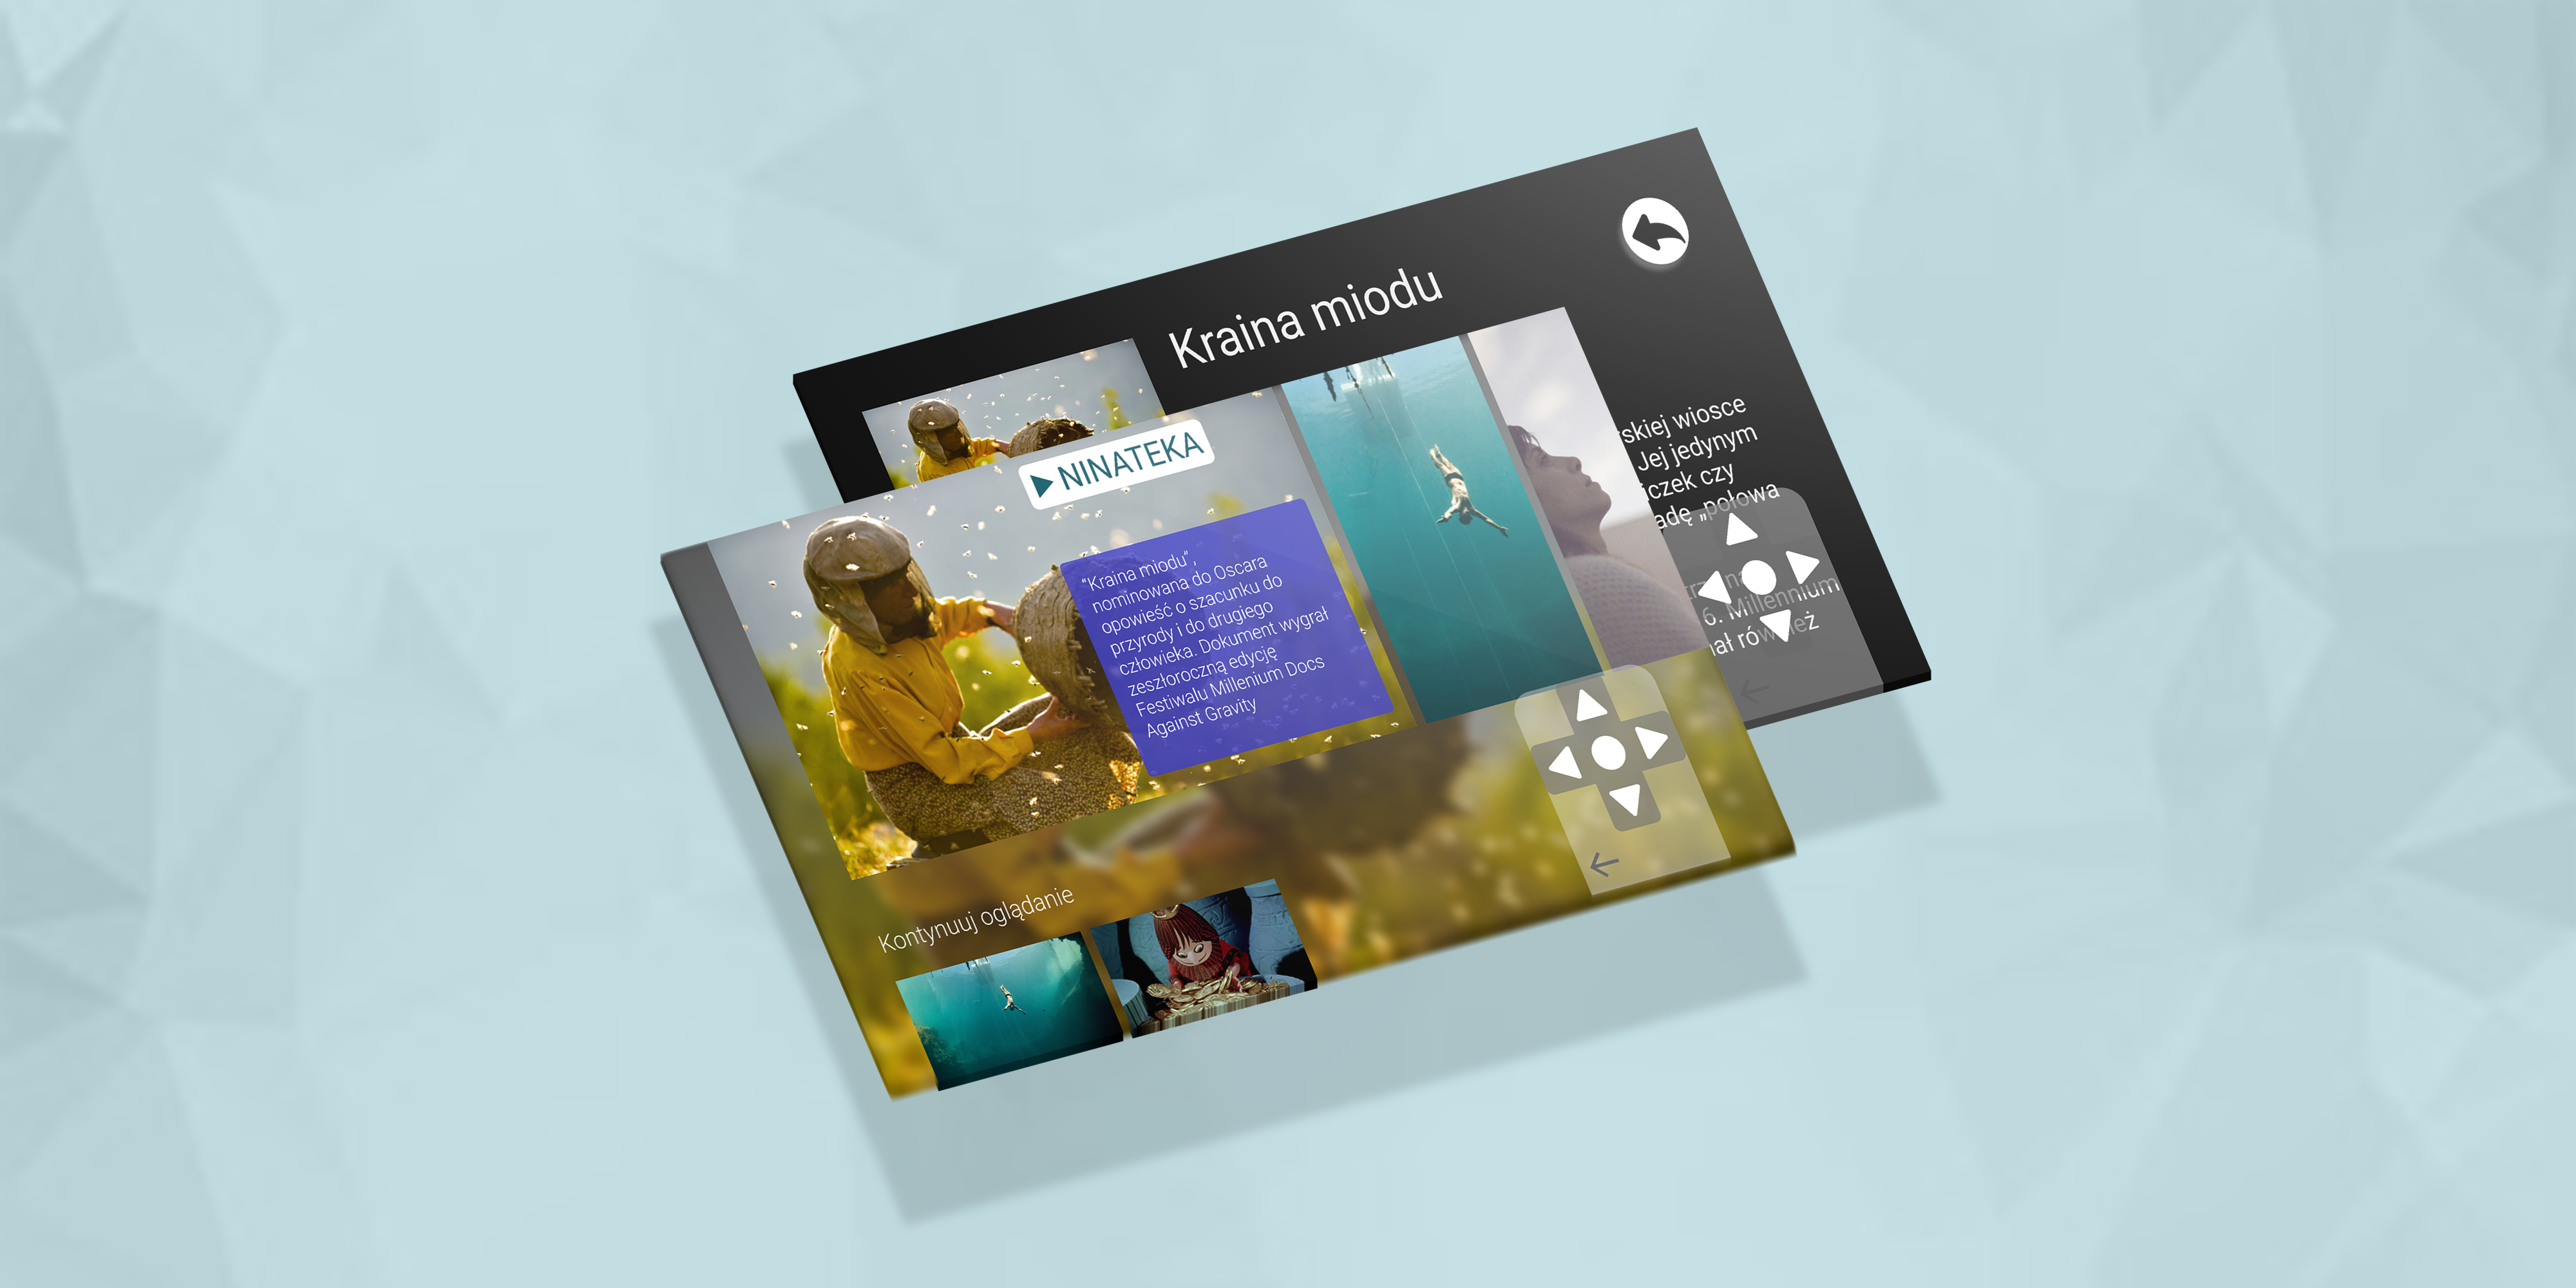 Kraina miodu
skiej wiosce
Jej jedynym
czek czy
adę „połowa
6. Millennium
ał również
NINATEKA
“Kraina miodu”,
nominowana do Oscara
opowieść o szacunku do
przyrody i do drugiego
człowieka. Dokument wygrał
zeszłoroczną edycję
Festiwalu Millenium Docs
Against Gravity
Kontynuuj oglądanie